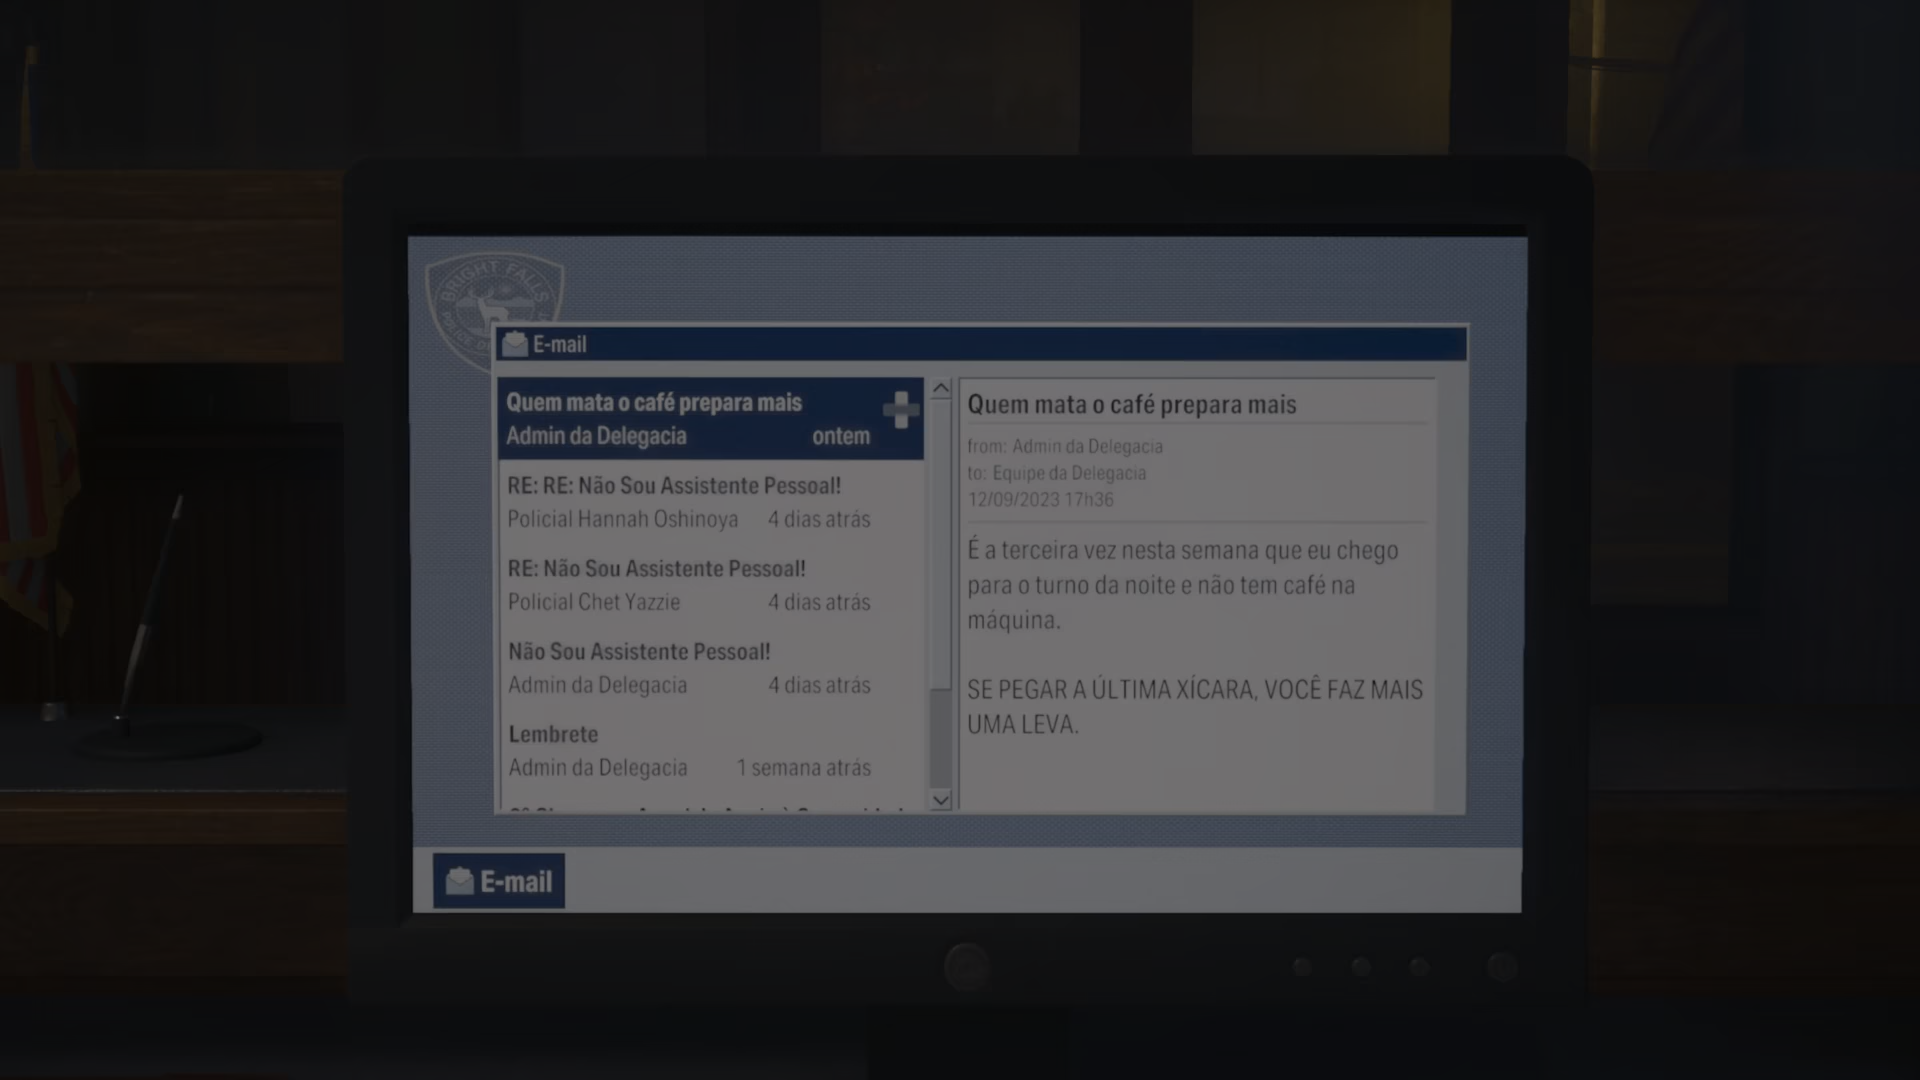 BRIGHT FALLS
E-mail
Quem mata o café prepara mais
Admin da Delegacia ontem
RE: RE: Não Sou Assistente Pessoal!
Policial Hannah Oshinoya 4 dias atrás
RE: Não Sou Assistente Pessoal!
Policial Chet Yazzie 4 dias atrás
Não Sou Assistente Pessoal!
Admin da Delegacia 4 dias atrás
Lembrete
Admin da Delegacia 1 semana atrás
Quem mata o café prepara mais
from: Admin da Delegacia
to: Equipe da Delegacia
12/09/2023 17h36
É a terceira vez nesta semana que eu chego
para o turno da noite e não tem café na
máquina.
SE PEGAR A ÚLTIMA XÍCARA, VOCÊ FAZ MAIS
UMA LEVA.
E-mail